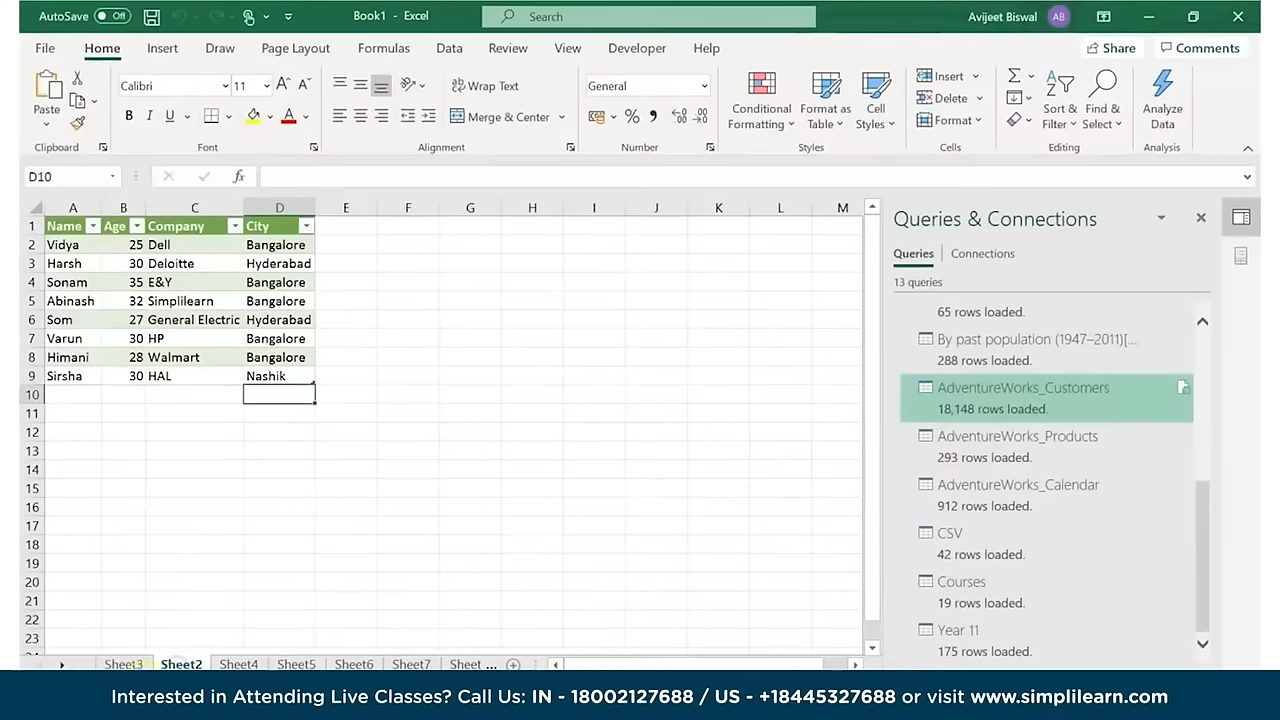 AutoSave Off Book1 - Excel Search Avijeet Biswal AB
File Home Insert Draw Page Layout Formulas Data Review View Developer Help Share Comments
Calibri 11 Wrap Text General Insert
Paste B I U Merge & Center % Conditional Formatting Format as Table Cell Styles Delete Format Sort & Filter Find & Select Analyze Data
Clipboard Font Alignment Number Styles Cells Editing Analysis
D10 fx
A B C D E F G H I J K L M
1 Name Age Company City
2 Vidya 25 Dell Bangalore
3 Harsh 30 Deloitte Hyderabad
4 Sonam 35 E&Y Bangalore
5 Abinash 32 Simplilearn Bangalore
6 Som 27 General Electric Hyderabad
7 Varun 30 HP Bangalore
8 Himani 28 Walmart Bangalore
9 Sirsha 30 HAL Nashik
10
11
12
13
14
15
16
17
18
19
20
21
22
23
Sheet3 Sheet2 Sheet4 Sheet5 Sheet6 Sheet7 Sheet ...
Queries & Connections
Queries Connections
13 queries
65 rows loaded.
By past population (1947–2011)[...
288 rows loaded.
AdventureWorks_Customers
18,148 rows loaded.
AdventureWorks_Products
293 rows loaded.
AdventureWorks_Calendar
912 rows loaded.
CSV
42 rows loaded.
Courses
19 rows loaded.
Year 11
175 rows loaded.
Interested in Attending Live Classes? Call Us: IN - 18002127688 / US - +18445327688 or visit www.simplilearn.com